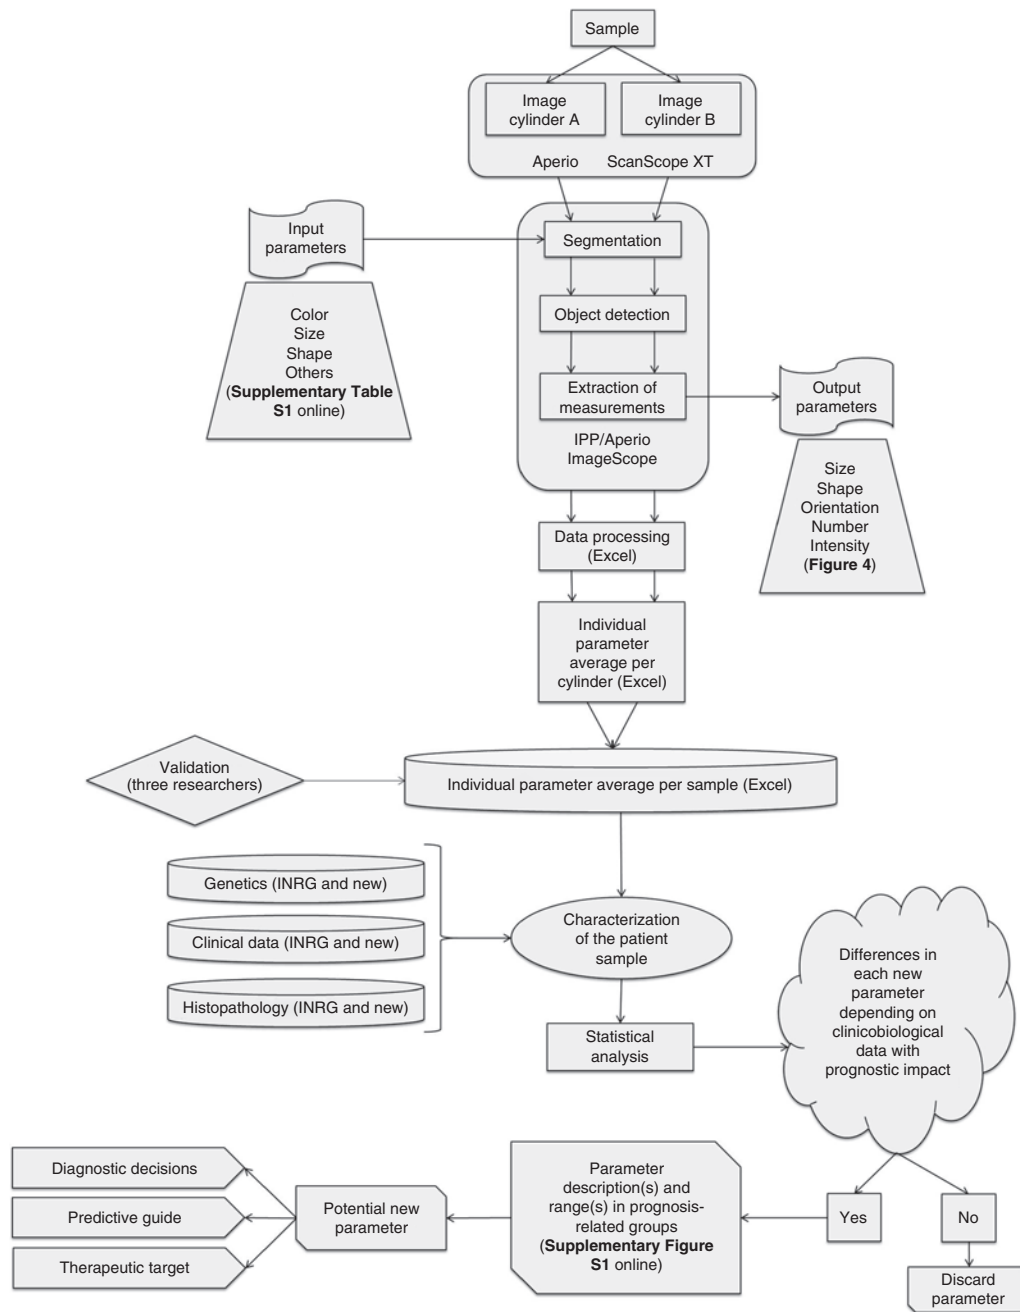 Sample
Image
cylinder A
Image
cylinder B
Aperio
ScanScope XT
Input
parameters
Segmentation
Color
Size
Shape
Others
(Supplementary Table
S1 online)
Object detection
Extraction of
measurements
IPP/Aperio
ImageScope
Output
parameters
Size
Shape
Orientation
Number
Intensity
(Figure 4)
Data processing
(Excel)
Individual
parameter
average per
cylinder (Excel)
Validation
(three researchers)
Individual parameter average per sample (Excel)
Genetics (INRG and new)
Clinical data (INRG and new)
Histopathology (INRG and new)
Characterization
of the patient
sample
Statistical
analysis
Differences in
each new
parameter
depending on
clinicobiological
data with
prognostic impact
Yes
No
Discard
parameter
Parameter
description(s) and
range(s) in prognosis-
related groups
(Supplementary Figure
S1 online)
Potential new
parameter
Diagnostic decisions
Predictive guide
Therapeutic target